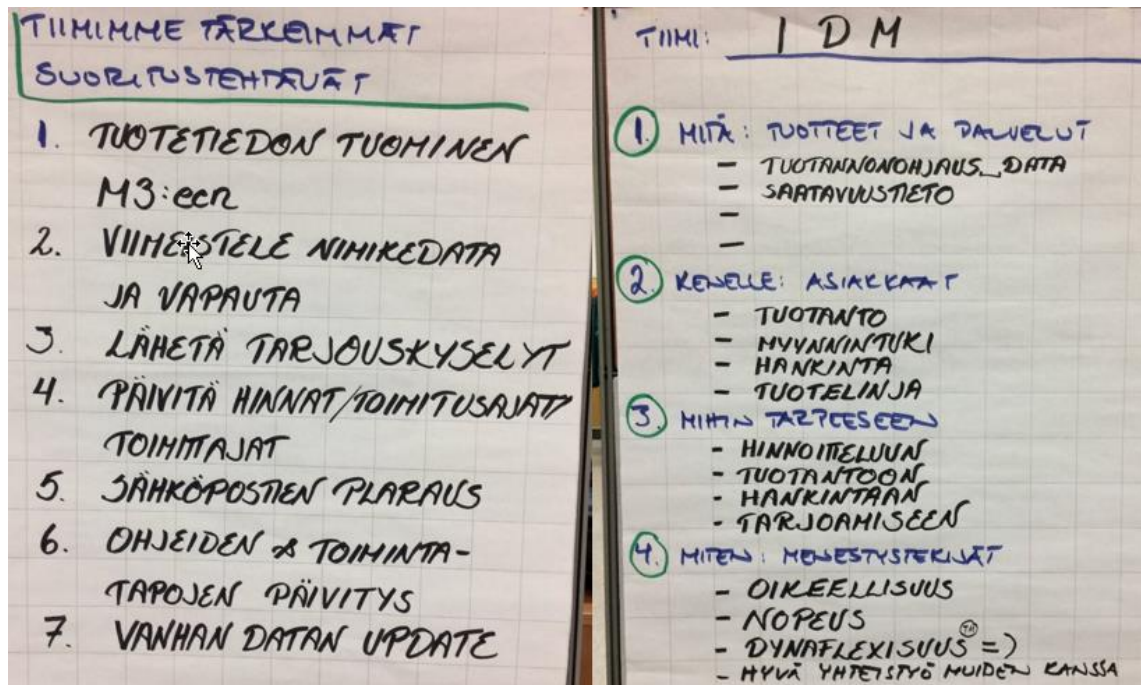 TIIMIMME TÄRKEIMMÄT
SUORITUSTEHTÄVÄT
1. TUOTETIEDON TUOMINEN
M3:een
2. VIIMEISTELE NIMIKEDATA
JA VAPAUTA
3. LÄHETÄ TARJOUSKYSELYT
4. PÄIVITÄ HINNAT/TOIMITUSAJAT/
TOIMITTAJAT
5. SÄHKÖPOSTIEN PLARAUS
6. OHJEIDEN & TOIMINTA-
TAPOJEN PÄIVITYS
7. VANHAN DATAN UPDATE
TIIMI: IDM
1. MITÄ: TUOTTEET JA PALVELUT
- TUOTANNONOHJAUS_DATA
- SAATAVUUSTIETO
-
-
2. KENELLE: ASIAKKAAT
- TUOTANTO
- MYYNNINTUKI
- HANKINTA
- TUOTELINJA
3. MIHIN TARPEESEEN
- HINNOITTELUUN
- TUOTANTOON
- HANKINTAAN
- TARJOAMISEEN
4. MITEN: MENESTYSTEKIJÄT
- OIKEELLISUUS
- NOPEUS
- DYNAFLEXISUUS TM =)
- HYVÄ YHTEISTYÖ MUIDEN KANSSA